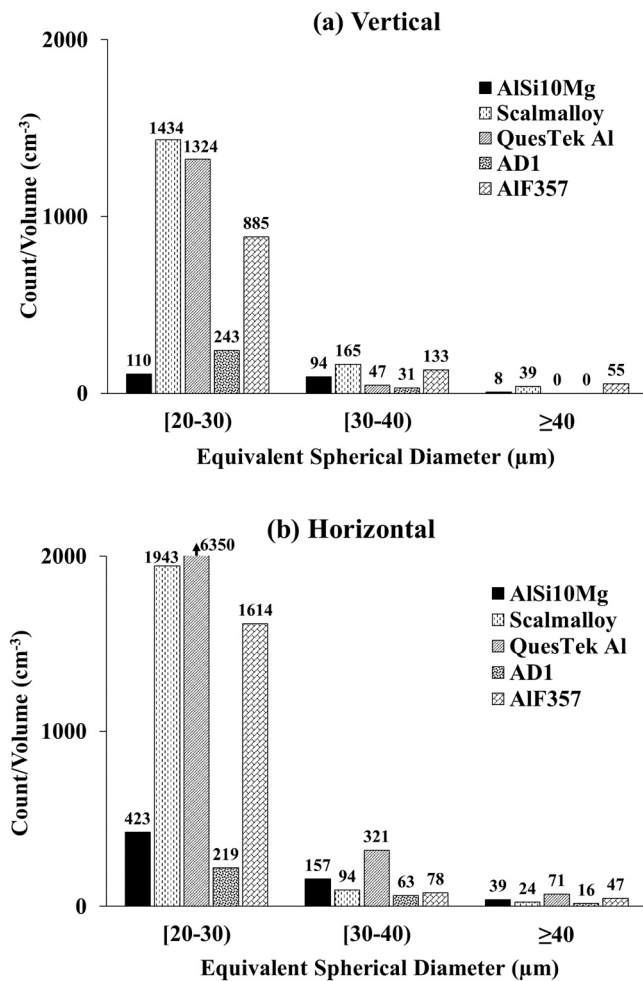 (a) Vertical
2000
1000
0
Count/Volume (cm-3)
AlSi10Mg
Scalmalloy
QuesTek Al
AD1
AlF357
110
1434
1324
243
885
94
165
47
31
133
8
39
0
0
55
[20-30)
[30-40)
≥40
Equivalent Spherical Diameter (µm)
(b) Horizontal
2000
1000
0
Count/Volume (cm-3)
AlSi10Mg
Scalmalloy
QuesTek Al
AD1
AlF357
423
1943
6350
219
1614
157
94
321
63
78
39
24
71
16
47
[20-30)
[30-40)
≥40
Equivalent Spherical Diameter (µm)